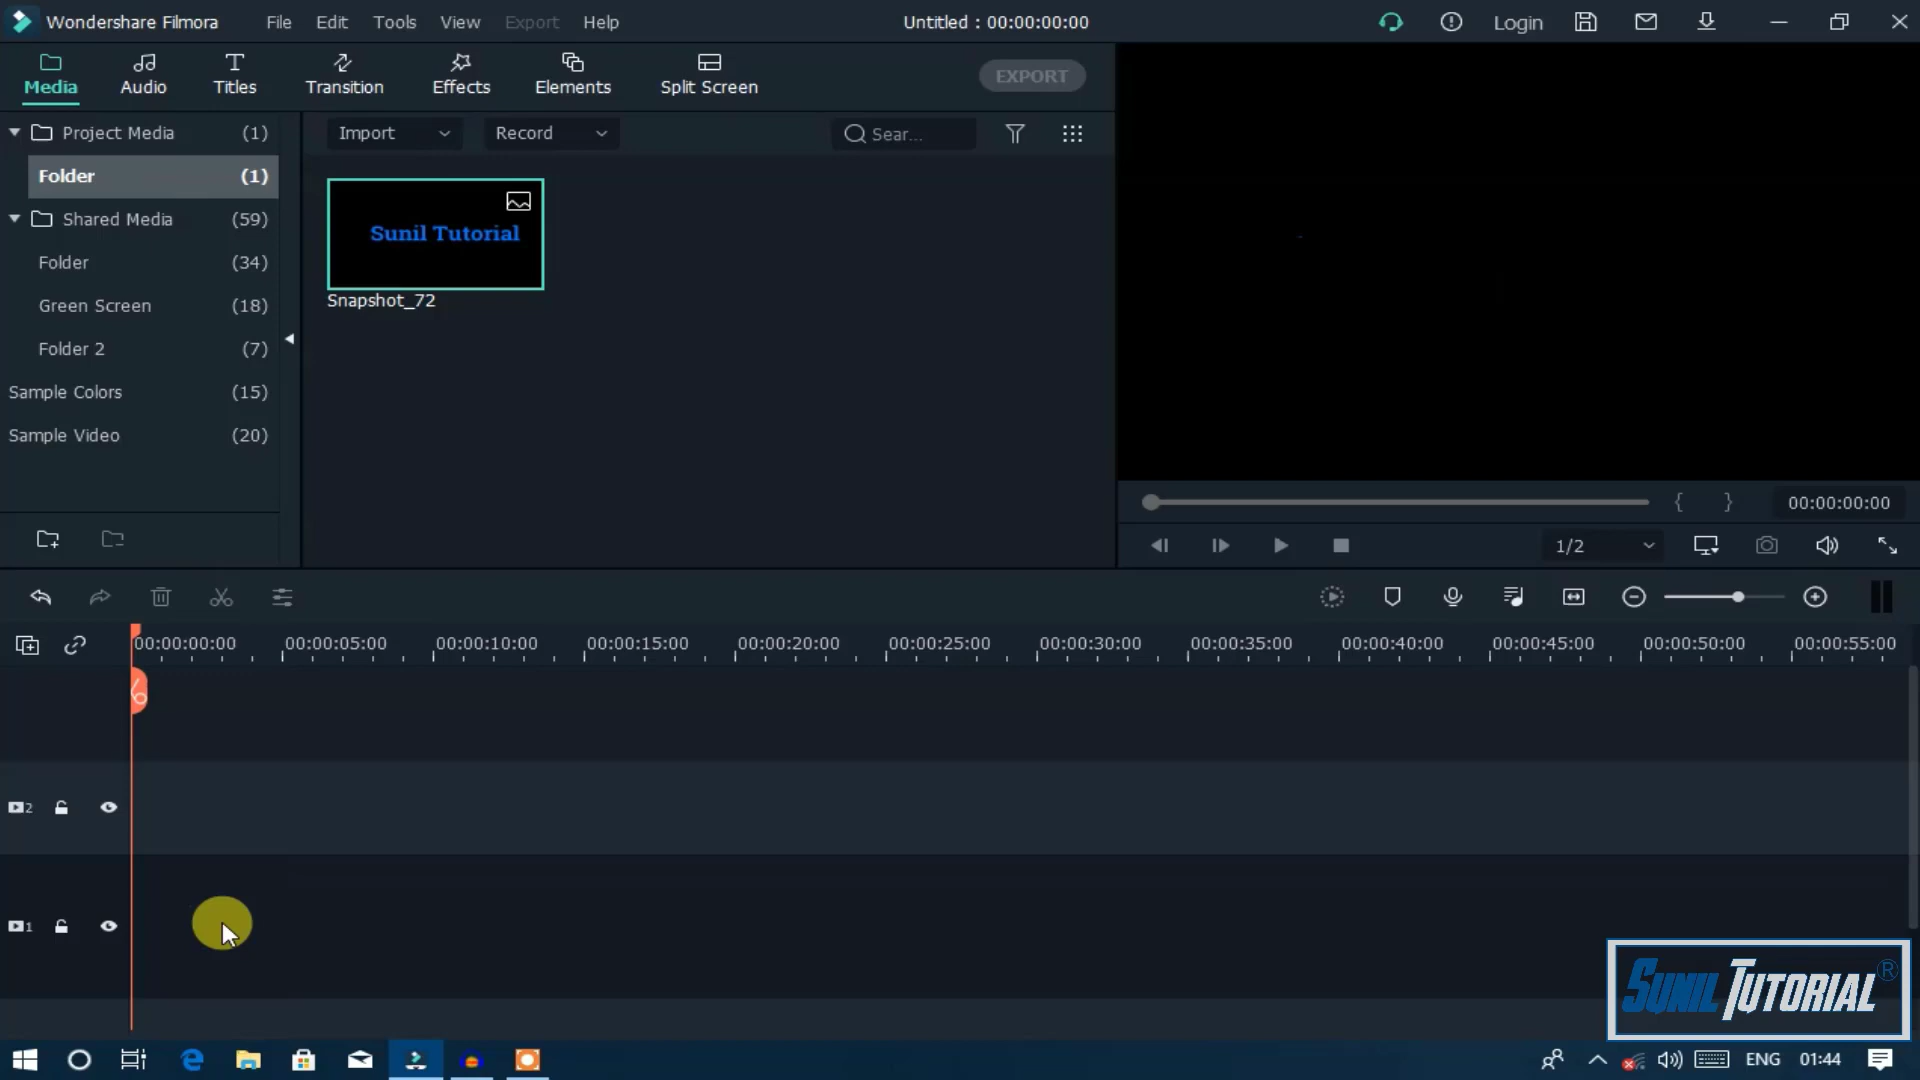 Wondershare Filmora File Edit Tools View Export Help Untitled : 00:00:00:00 Login
Media Audio Titles Transition Effects Elements Split Screen EXPORT
Project Media (1)
Folder (1)
Shared Media (59)
Folder (34)
Green Screen (18)
Folder 2 (7)
Sample Colors (15)
Sample Video (20)
Import Record Sear...
Sunil Tutorial
Snapshot_72
{ } 00:00:00:00
1/2
00:00:00:00 00:00:05:00 00:00:10:00 00:00:15:00 00:00:20:00 00:00:25:00 00:00:30:00 00:00:35:00 00:00:40:00 00:00:45:00 00:00:50:00 00:00:55:00
2
1
SUNIL TUTORIAL®
ENG 01:44